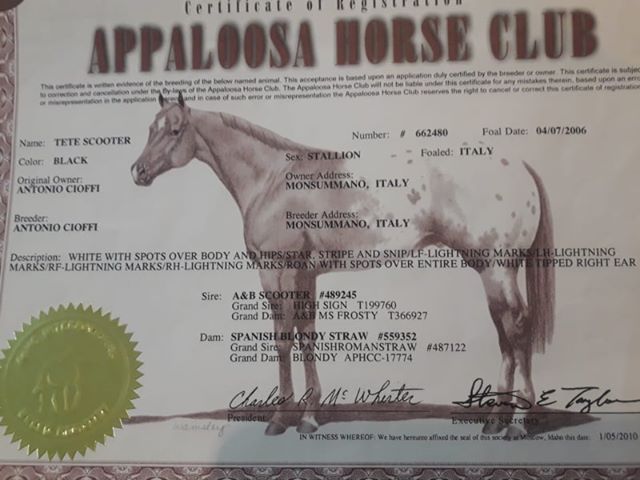 Certificate of Registration
APPALOOSA HORSE CLUB
This certificate is written evidence of the breeding of the below named animal. This acceptance is based upon an application duly certified by the breeder or owner. This certificate is subjec
to correction and cancellation under the By-laws of the Appaloosa Horse Club. The Appaloosa Horse Club will not be liable under this certificate for any mistakes therein, based upon an erro
or misrepresentation in the application and in case of such error or misrepresentation the Appaloosa Horse Club reserves the right to cancel or correct this certificate of registration
Name: TETE SCOOTER Number: # 662480 Foal Date: 04/07/2006
Color: BLACK Sex: STALLION Foaled: ITALY
Original Owner: Owner Address:
ANTONIO CIOFFI MONSUMMANO, ITALY
Breeder: Breeder Address:
ANTONIO CIOFFI MONSUMMANO, ITALY
Description: WHITE WITH SPOTS OVER BODY AND HIPS/STAR, STRIPE AND SNIP/LF-LIGHTNING MARKS/LH-LIGHTNING
MARKS/RF-LIGHTNING MARKS/RH-LIGHTNING MARKS/ROAN WITH SPOTS OVER ENTIRE BODY/WHITE TIPPED RIGHT EAR
Sire: A&B SCOOTER #489245
Grand Sire: HIGH SIGN T199760
Grand Dam: A&B MS FROSTY T366927
Dam: SPANISH BLONDY STRAW #559352
Grand Sire: SPANISHROMANSTRAW #487122
Grand Dam: BLONDY APHCC-17774
Charles R. McWhirter
President
Executive Secretary
IN WITNESS WHEREOF: We have hereunto affixed the seal of this society at Moscow, Idaho this date: 1/05/2010